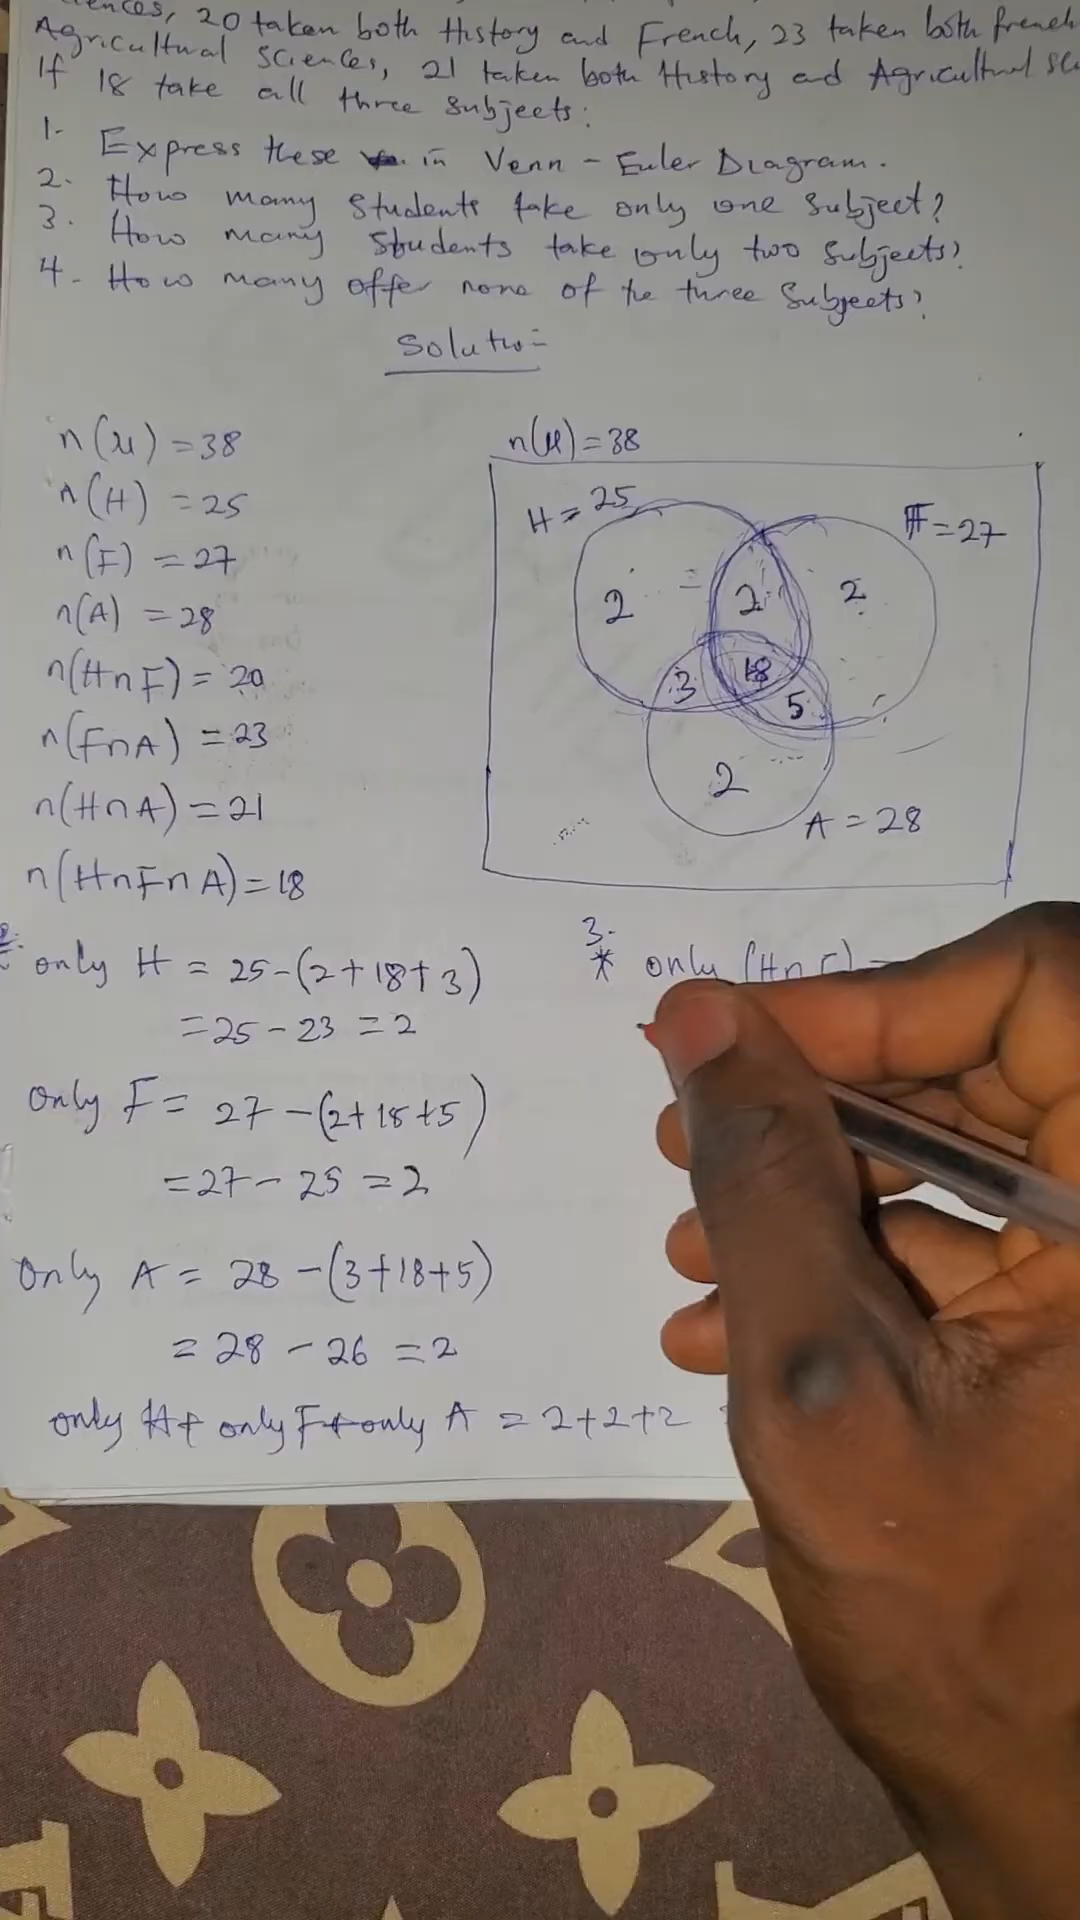 ences, 20 taken both History and French, 23 taken both french
Agricultural Sciences, 21 taken both History and Agricultural Sc
If 18 take all three subjects:
1. Express these in Venn - Euler Diagram.
2. How many students take only one subject?
3. How many students take only two subjects?
4. How many offer none of the three subjects?
Solution
n(μ) = 38
n(H) = 25
n(F) = 27
n(A) = 28
n(H∩F) = 20
n(F∩A) = 23
n(H∩A) = 21
n(H∩F∩A) = 18
n(μ) = 38
H = 25
F = 27
2 2 2
3 18 5
2
A = 28
2.
only H = 25 - (2 + 18 + 3)
= 25 - 23 = 2
only F = 27 - (2 + 18 + 5)
= 27 - 25 = 2
only A = 28 - (3 + 18 + 5)
= 28 - 26 = 2
only H + only F + only A = 2 + 2 + 2
3.
* only (H∩F) =